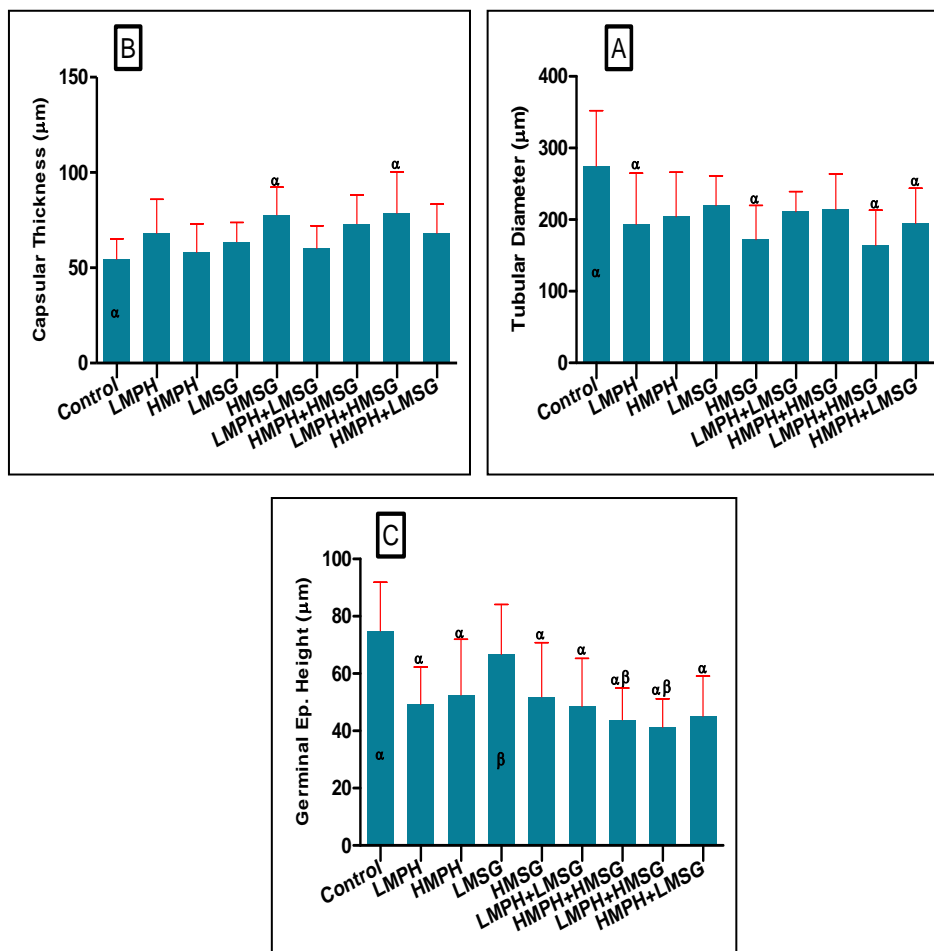 B
Capsular Thickness (μm)
150
100
50
0
α
α
α
Control
LMPH
HMPH
LMSG
HMSG
LMPH+LMSG
HMPH+HMSG
LMPH+HMSG
HMPH+LMSG
A
Tubular Diameter (μm)
400
300
200
100
0
α
α
α
α
α
Control
LMPH
HMPH
LMSG
HMSG
LMPH+LMSG
HMPH+HMSG
LMPH+HMSG
HMPH+LMSG
C
Germinal Ep. Height (μm)
100
80
60
40
20
0
α
α
α
β
α
α
αβ
αβ
α
Control
LMPH
HMPH
LMSG
HMSG
LMPH+LMSG
HMPH+HMSG
LMPH+HMSG
HMPH+LMSG